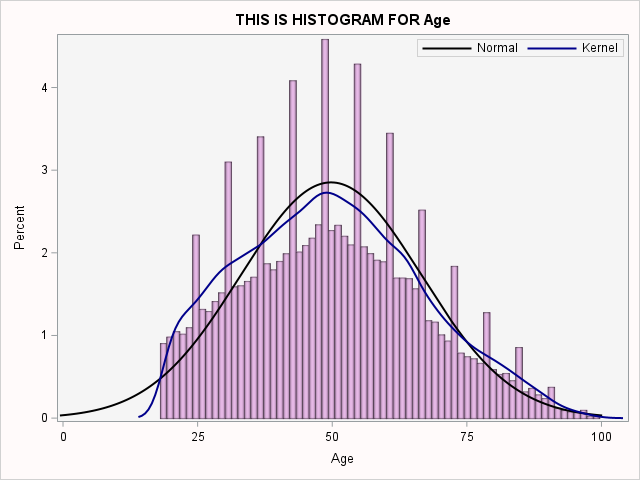 THIS IS HISTOGRAM FOR Age
Normal Kernel
4
3
2
1
0
Percent
0 25 50 75 100
Age